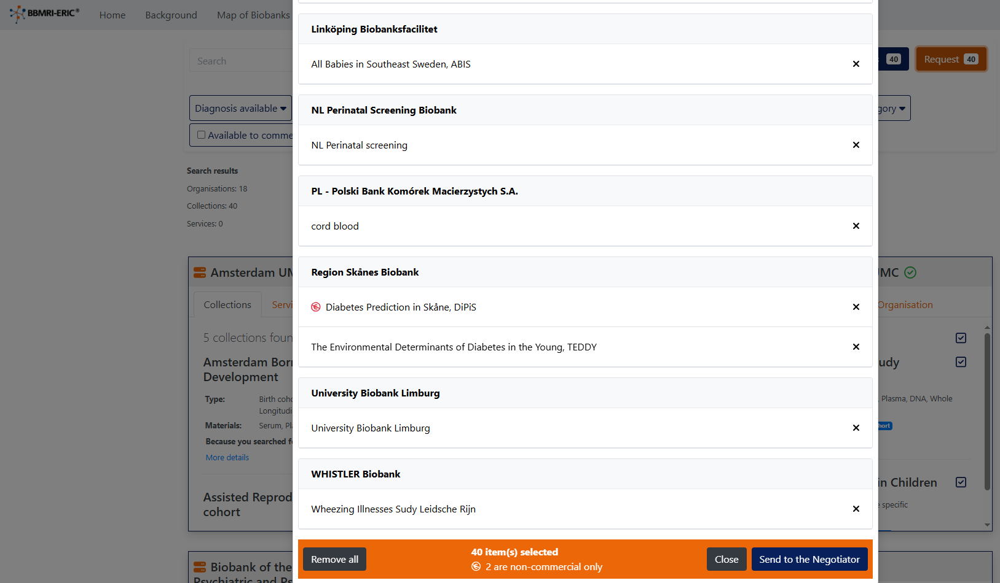 BBMRI-ERIC®
Home
Background
Map of Biobanks
Search
40
Request 40
Diagnosis available
gory
Available to comme
Search results
Organisations: 18
Collections: 40
Services: 0
Linköping Biobanksfacilitet
All Babies in Southeast Sweden, ABIS
NL Perinatal Screening Biobank
NL Perinatal screening
PL - Polski Bank Komórek Macierzystych S.A.
cord blood
Region Skånes Biobank
Diabetes Prediction in Skåne, DiPiS
The Environmental Determinants of Diabetes in the Young, TEDDY
University Biobank Limburg
University Biobank Limburg
WHISTLER Biobank
Wheezing Illnesses Sudy Leidsche Rijn
Remove all
40 item(s) selected
2 are non-commercial only
Close
Send to the Negotiator
Amsterdam UM
Collections
Servi
5 collections foun
Amsterdam Born
Development
Type: Birth coho
Longitudi
Materials: Serum, Pl
Because you searched fo
More details
Assisted Reprod
cohort
Biobank of the
Psychiatric and Ps
UMC
Organisation
udy
, Plasma, DNA, Whole
hort
in Children
e specific